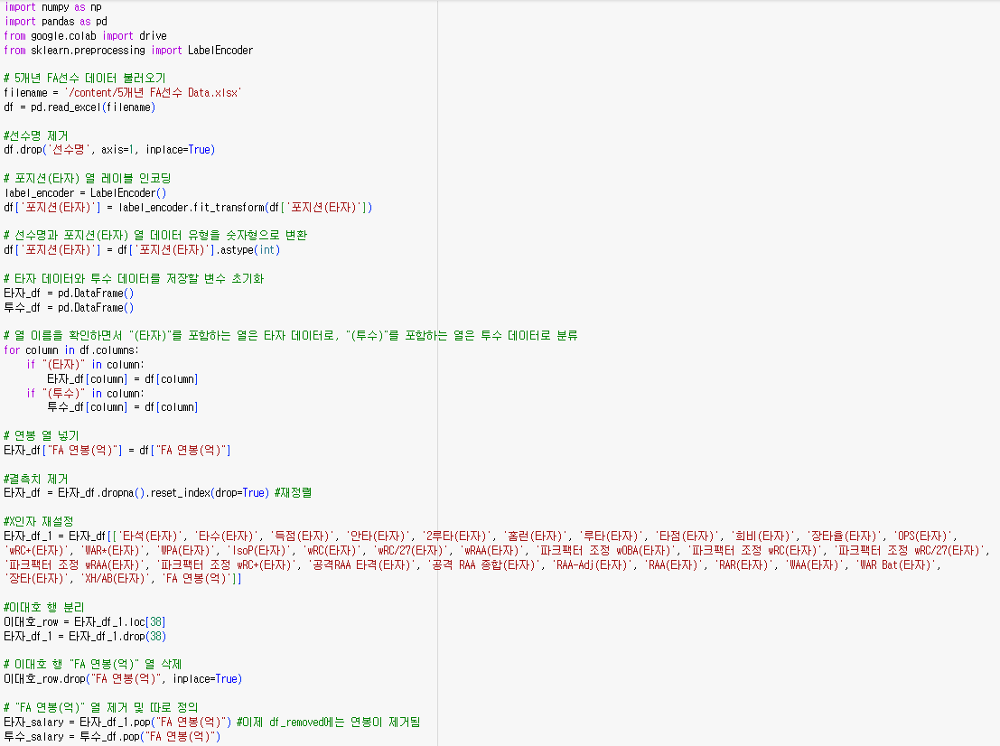 import numpy as np
import pandas as pd
from google.colab import drive
from sklearn.preprocessing import LabelEncoder
# 5개년 FA선수 데이터 불러오기
filename = '/content/5개년 FA선수 Data.xlsx'
df = pd.read_excel(filename)
#선수명 제거
df.drop('선수명', axis=1, inplace=True)
# 포지션(타자) 열 레이블 인코딩
label_encoder = LabelEncoder()
df['포지션(타자)'] = label_encoder.fit_transform(df['포지션(타자)'])
# 선수명과 포지션(타자) 열 데이터 유형을 숫자형으로 변환
df['포지션(타자)'] = df['포지션(타자)'].astype(int)
# 타자 데이터와 투수 데이터를 저장할 변수 초기화
타자_df = pd.DataFrame()
투수_df = pd.DataFrame()
# 열 이름을 확인하면서 "(타자)"를 포함하는 열은 타자 데이터로, "(투수)"를 포함하는 열은 투수 데이터로 분류
for column in df.columns:
    if "(타자)" in column:
        타자_df[column] = df[column]
    if "(투수)" in column:
        투수_df[column] = df[column]
# 연봉 열 넣기
타자_df["FA 연봉(억)"] = df["FA 연봉(억)"]
#결측치 제거
타자_df = 타자_df.dropna().reset_index(drop=True) #재정렬
#X인자 재설정
타자_df_1 = 타자_df[['타석(타자)', '타수(타자)', '득점(타자)', '안타(타자)', '2루타(타자)', '홈런(타자)', '루타(타자)', '타점(타자)', '희비(타자)', '장타율(타자)', 'OPS(타자)',
'wRC+(타자)', 'WAR*(타자)', 'WPA(타자)', 'IsoP(타자)', 'wRC(타자)', 'wRC/27(타자)', 'wRAA(타자)', '파크팩터 조정 wOBA(타자)', '파크팩터 조정 wRC(타자)', '파크팩터 조정 wRC/27(타자)',
'파크팩터 조정 wRAA(타자)', '파크팩터 조정 wRC+(타자)', '공격RAA 타격(타자)', '공격 RAA 종합(타자)', 'RAA-Adj(타자)', 'RAA(타자)', 'RAR(타자)', 'WAA(타자)', 'WAR Bat(타자)',
'장타(타자)', 'XH/AB(타자)', 'FA 연봉(억)']]
#이대호 행 분리
이대호_row = 타자_df_1.loc[38]
타자_df_1 = 타자_df_1.drop(38)
# 이대호 행 "FA 연봉(억)" 열 삭제
이대호_row.drop("FA 연봉(억)", inplace=True)
# "FA 연봉(억)" 열 제거 및 따로 정의
타자_salary = 타자_df_1.pop("FA 연봉(억)") #이제 df_removed에는 연봉이 제거됨
투수_salary = 투수_df.pop("FA 연봉(억)")